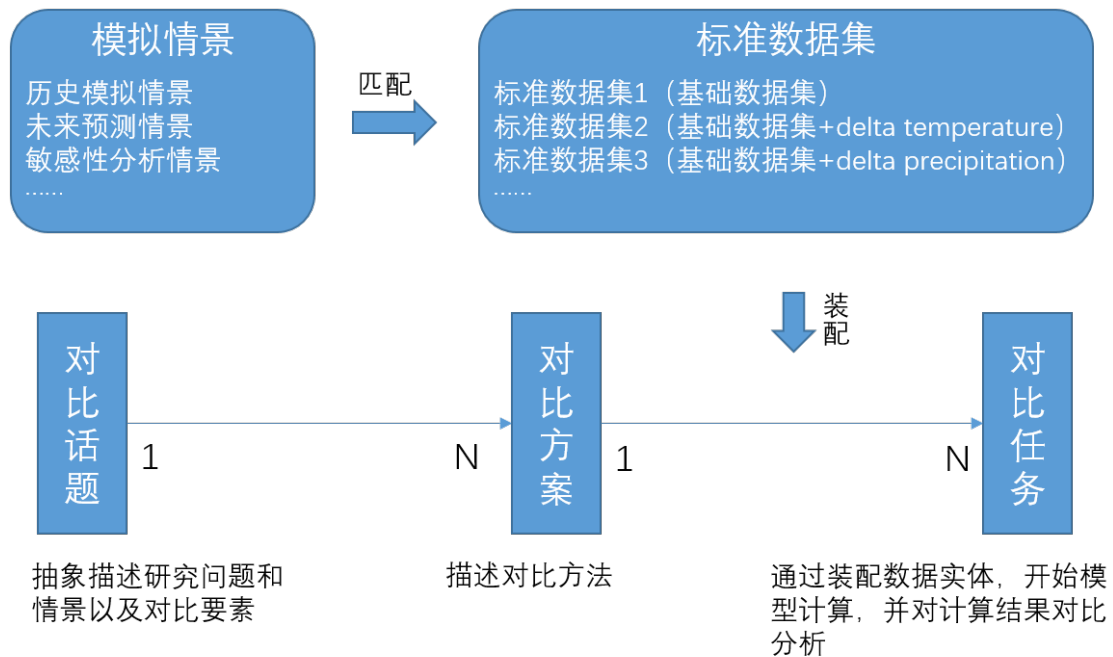 模拟情景
历史模拟情景
未来预测情景
敏感性分析情景
……
匹配
标准数据集
标准数据集1（基础数据集）
标准数据集2（基础数据集+delta temperature）
标准数据集3（基础数据集+delta precipitation）
……
装
配
对
比
话
题
1
N
对
比
方
案
1
N
对
比
任
务
抽象描述研究问题和
情景以及对比要素
描述对比方法
通过装配数据实体，开始模
型计算，并对计算结果对比
分析